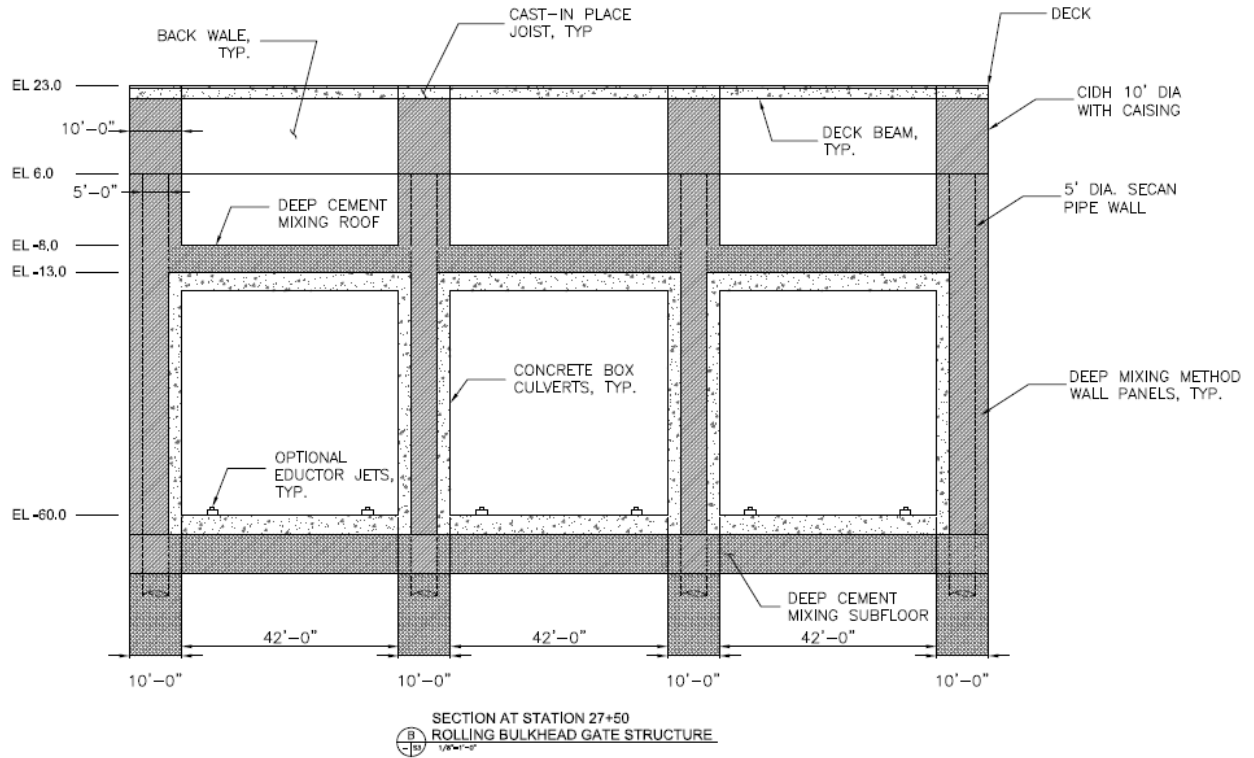 CAST-IN PLACE
JOIST, TYP
DECK
BACK WALE,
TYP.
EL 23.0
CIDH 10' DIA
WITH CAISING
10'-0"
DECK BEAM,
TYP.
EL 6.0
5'-0"
5' DIA. SECAN
PIPE WALL
DEEP CEMENT
MIXING ROOF
EL -8.0
EL -13.0
CONCRETE BOX
CULVERTS, TYP.
DEEP MIXING METHOD
WALL PANELS, TYP.
OPTIONAL
EDUCTOR JETS,
TYP.
EL -60.0
DEEP CEMENT
MIXING SUBFLOOR
42'-0" 42'-0" 42'-0"
10'-0" 10'-0" 10'-0" 10'-0"
SECTION AT STATION 27+50
B ROLLING BULKHEAD GATE STRUCTURE
1/8"=1'-0"